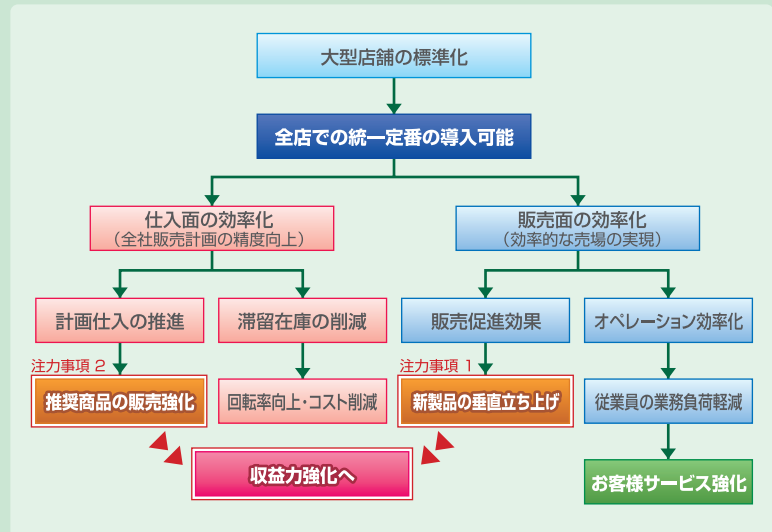 大型店舗の標準化
全店での統一定番の導入可能
仕入面の効率化
（全社販売計画の精度向上）
販売面の効率化
（効率的な売場の実現）
計画仕入の推進
滞留在庫の削減
販売促進効果
オペレーション効率化
注力事項 2
注力事項 1
推奨商品の販売強化
回転率向上・コスト削減
新製品の垂直立ち上げ
従業員の業務負荷軽減
収益力強化へ
お客様サービス強化